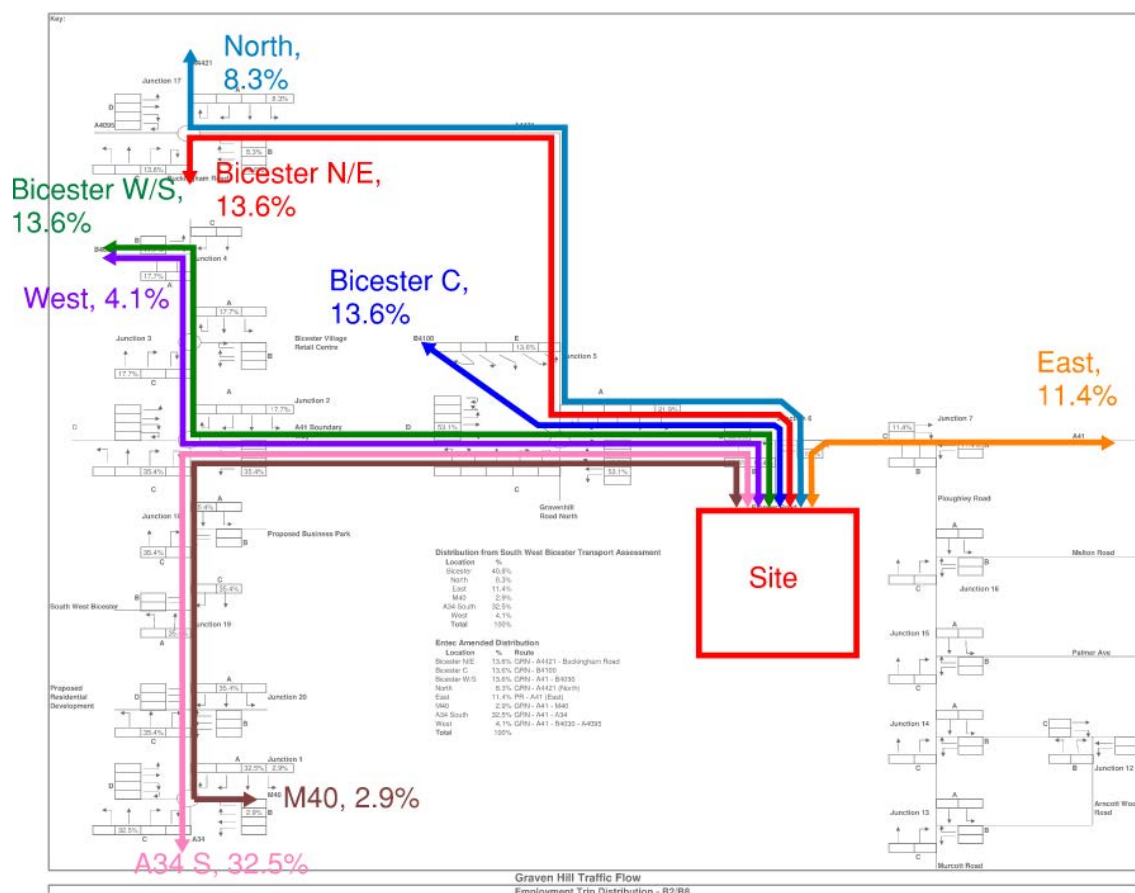 Key:
North,
8.3%
A4421
Junction 17
A
8.3%
D
A4095
B
8.3%
13.6%
C
Buckingham Road
Bicester N/E,
13.6%
Bicester W/S,
13.6%
C
B
Junction 4
17.7%
A
West, 4.1%
Bicester C,
13.6%
A
17.7%
Junction 3
Bicester Village
Retail Centre
B
17.7%
C
B4100
E
13.6%
Junction 5
East,
11.4%
A
Junction 2
17.7%
D
A41 Boundary
D
53.1%
A
21.9%
Junction 7
11.4%
D
A41
35.4%
35.4%
C
53.1%
C
B
Gravenhill
Road North
Ploughley Road
A
35.4%
B
Proposed Business Park
35.4%
C
Site
A
B
Melton Road
C
Junction 16
C
35.4%
South West Bicester
B
Junction 19
A
Distribution from South West Bicester Transport Assessment
Location %
Bicester 40.8%
North 8.3%
East 11.4%
M40 2.9%
A34 South 32.5%
West 4.1%
Total 100%
Entec Amended Distribution
Location % Route
Bicester N/E 13.6% GRN - A4421 - Buckingham Road
Bicester C 13.6% GRN - B4100
Bicester W/S 13.6% GRN - A41 - B4030
North 8.3% GRN - A4421 (North)
East 11.4% PR - A41 (East)
M40 2.9% GRN - A41 - M40
A34 South 32.5% GRN - A41 - A34
West 4.1% GRN - A41 - B4030 - A4095
Total 100%
Junction 15
A
B
Palmer Ave
C
Proposed
Residential
Development
A
35.4%
Junction 20
D
B
35.4%
C
Junction 14
A
B
C
C
B
A
Junction 12
A
32.5% 2.9%
Junction 1
D
M40
2.9%
B
M40, 2.9%
32.5%
C
A34
A34 S, 32.5%
Junction 13
A
B
C
Road
Murcott Road
Graven Hill Traffic Flow
Employment Trip Distribution - B2/B8